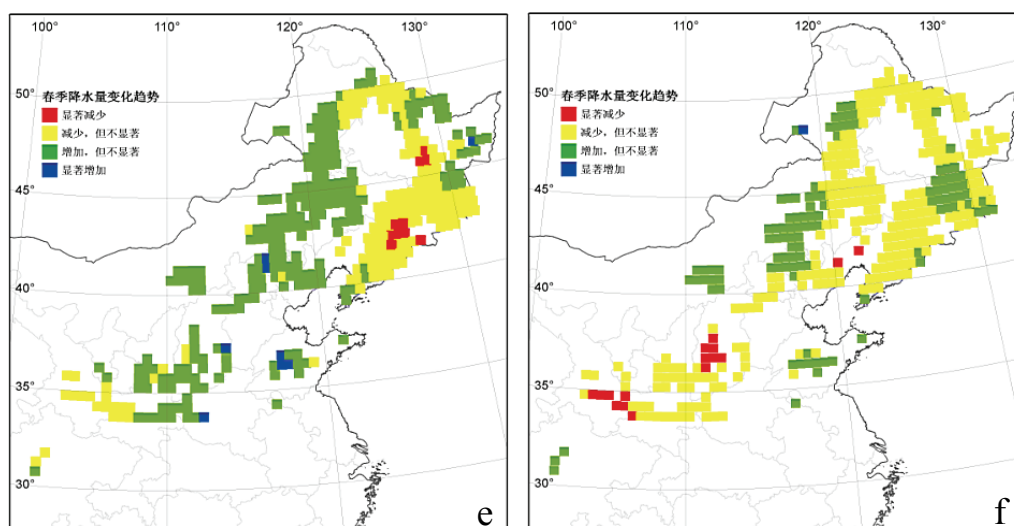 100°
110°
120°
130°
50°
45°
40°
35°
30°
春季降水量变化趋势
显著减少
减少，但不显著
增加，但不显著
显著增加
e
100°
110°
120°
130°
50°
45°
40°
35°
30°
春季降水量变化趋势
显著减少
减少，但不显著
增加，但不显著
显著增加
f